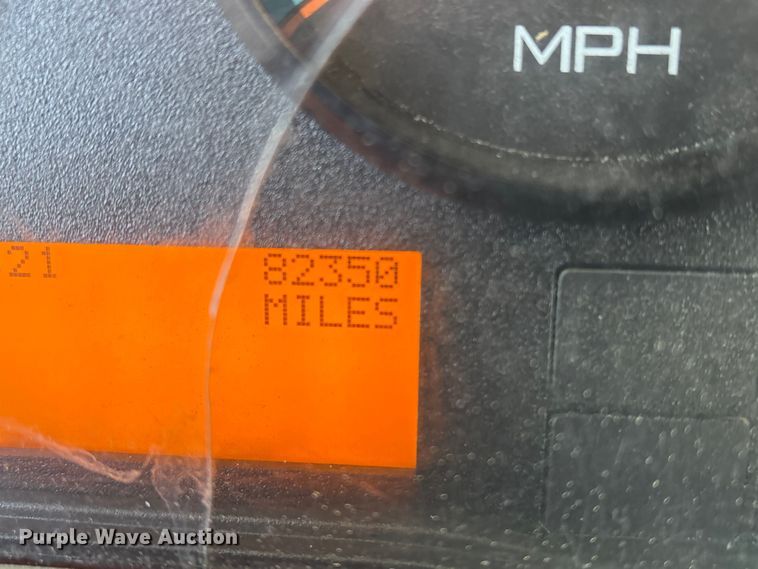 MPH
21 82350
MILES
Purple Wave Auction